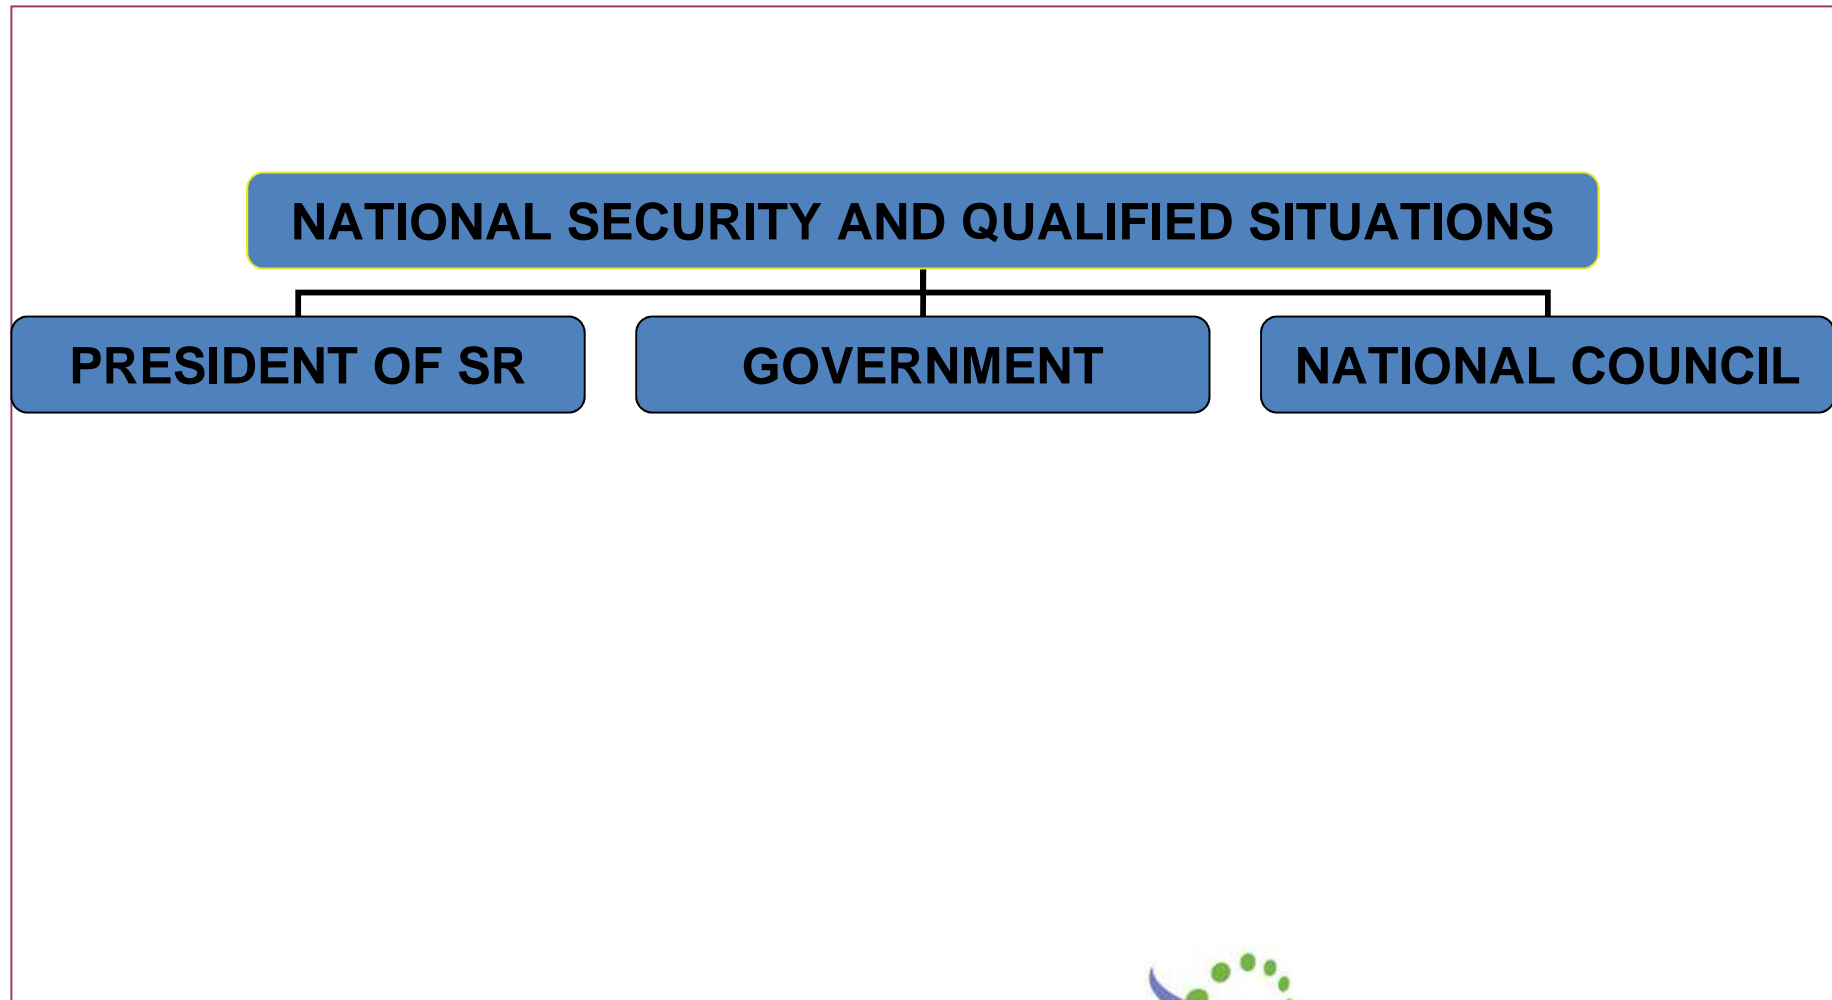 NATIONAL SECURITY AND QUALIFIED SITUATIONS
PRESIDENT OF SR
GOVERNMENT
NATIONAL COUNCIL